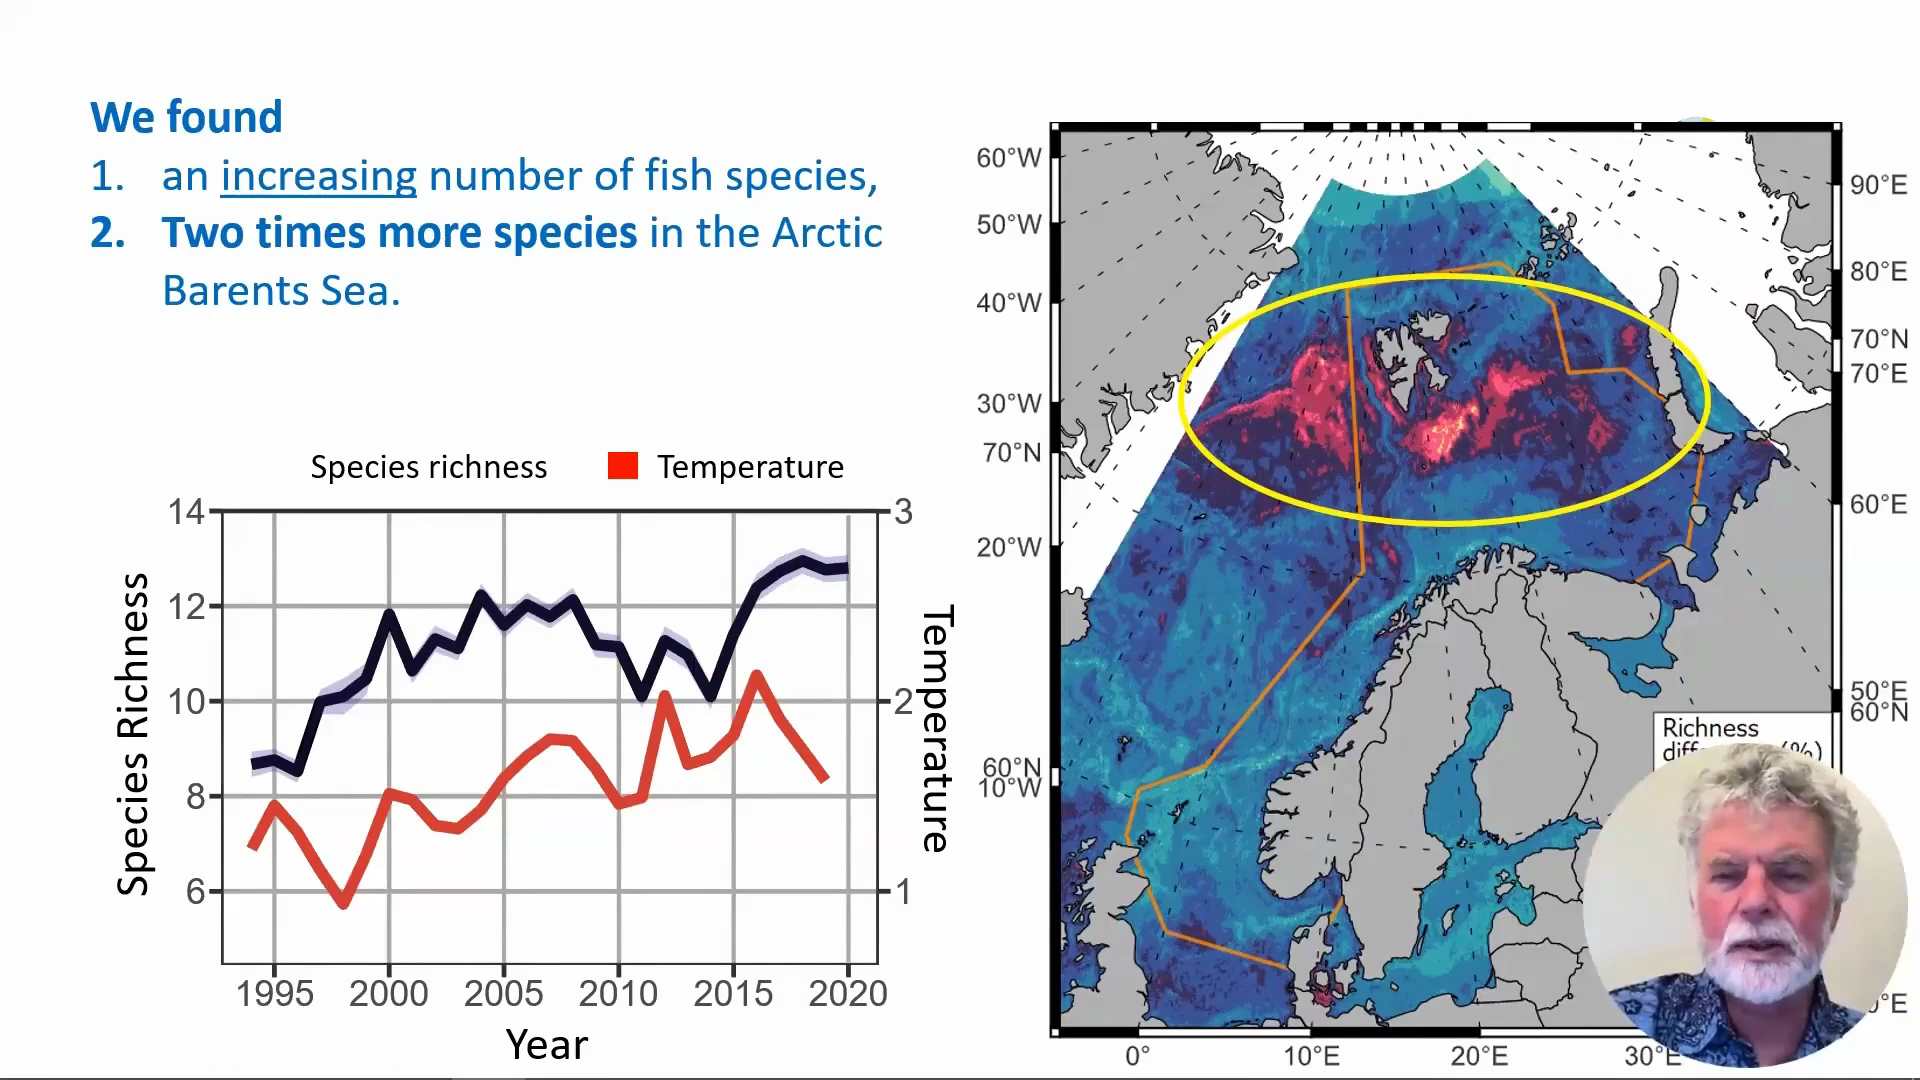 We found
1. an increasing number of fish species,
2. Two times more species in the Arctic
Barents Sea.
Species richness
Temperature
14
12
10
8
6
3
2
1
Species Richness
Temperature
1995 2000 2005 2010 2015 2020
Year
60°W
50°W
40°W
30°W
70°N
20°W
60°N
10°W
90°E
80°E
70°N
70°E
60°E
50°E
60°N
0° 10°E 20°E 30°E
Richness
(%)